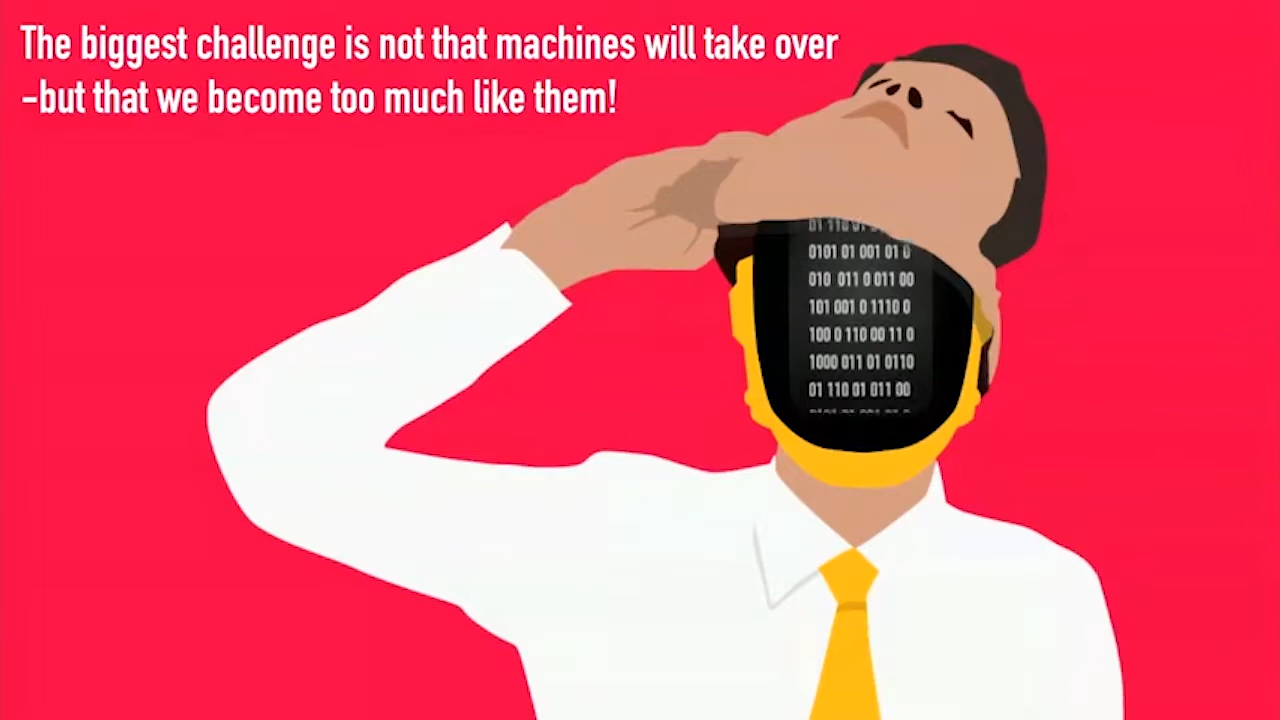 The biggest challenge is not that machines will take over
-but that we become too much like them!
0101 01 001 01 0
010 011 0 011 00
101 001 0 1110 0
100 0 110 00 11 0
1000 011 01 0110
01 110 01 011 00